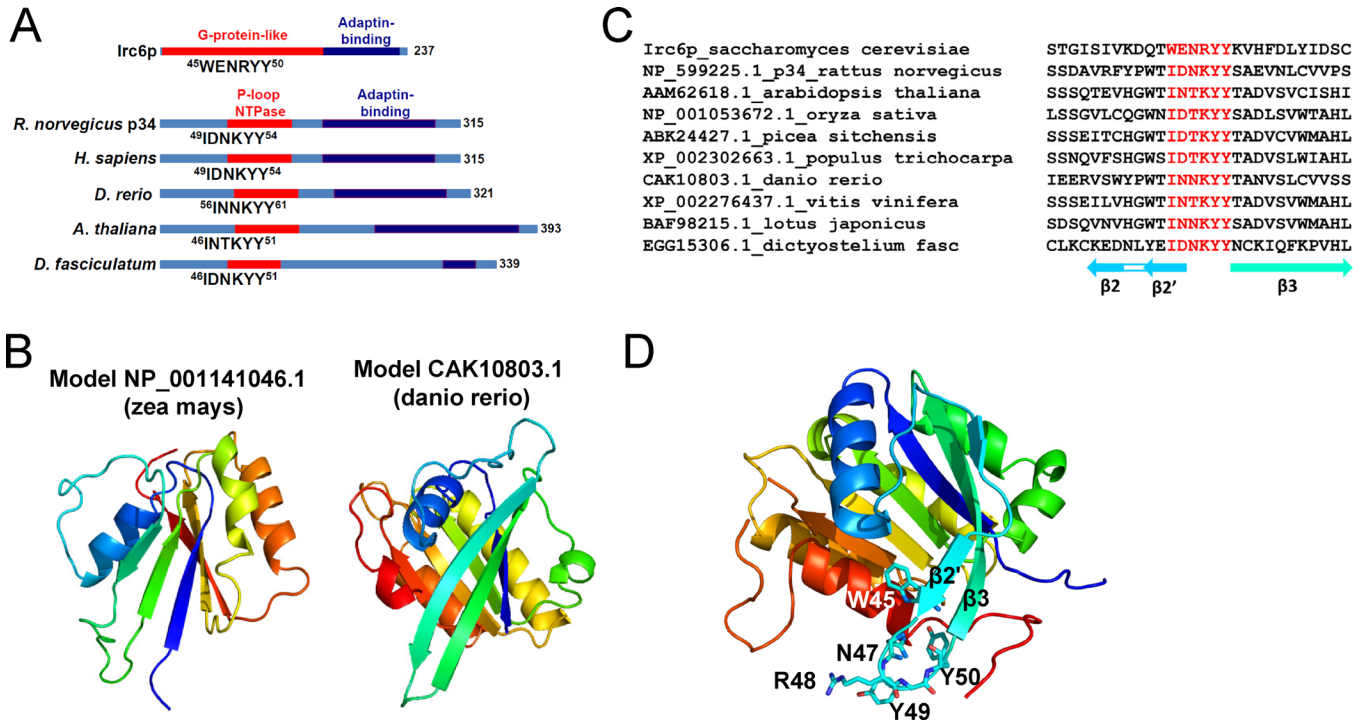 A
G-protein-like
Adaptin-
binding
Irc6p
237
45WENRYY50
P-loop
NTPase
Adaptin-
binding
R. norvegicus p34
315
49IDNKYY54
H. sapiens
315
49IDNKYY54
D. rerio
321
56INNKYY61
A. thaliana
393
46INTKYY51
D. fasciculatum
339
46IDNKYY51
C
Irc6p_saccharomyces cerevisiae STGISIVKDQTWENRYYKVHFDLYIDSC
NP_599225.1_p34_rattus norvegicus SSDAVRFYPWTIDNKYYSAEVNLCVVPS
AAM62618.1_arabidopsis thaliana SSSQTEVHGWTINTKYYTADVSVCISHI
NP_001053672.1_oryza sativa LSSGVLCQGWNIDTKYYSADLSVWTAHL
ABK24427.1_picea sitchensis SSSEITCHGWTIDNKYYTADVCVWMAHL
XP_002302663.1_populus trichocarpa SSNQVFSHGWSIDTKYYTADVSLWIAHL
CAK10803.1_danio rerio IEERVSWYPWTINNKYYTANVSLCVVSS
XP_002276437.1_vitis vinifera SSSEILVHGWTINTKYYTADVSVWMAHL
BAF98215.1_lotus japonicus SDSQVNVHGWTINNKYYSADVSVWMAHL
EGG15306.1_dictyostelium fasc CLKCKEDNLYEIDNKYYNCKIQFKPVHL
β2 β2' β3
B
Model NP_001141046.1
(zea mays)
Model CAK10803.1
(danio rerio)
D
β2'
W45
β3
N47
Y50
R48
Y49